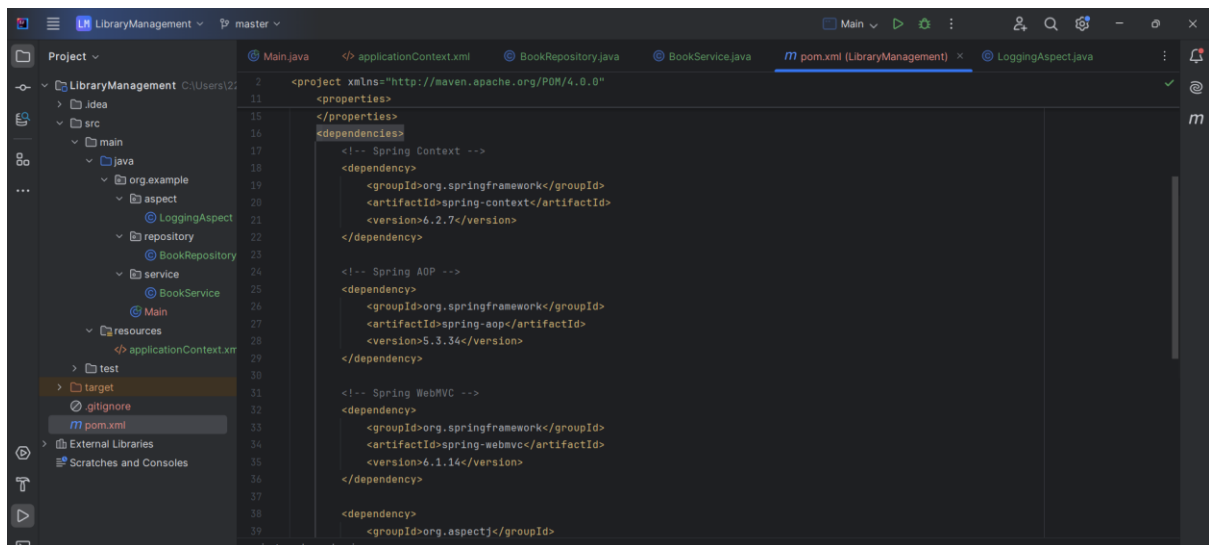 LM LibraryManagement master Main
Project
Main.java applicationContext.xml BookRepository.java BookService.java m pom.xml (LibraryManagement) LoggingAspect.java
LibraryManagement C:\Users\22
.idea
src
main
java
org.example
aspect
LoggingAspect
repository
BookRepository
service
BookService
Main
resources
applicationContext.xm
test
target
.gitignore
m pom.xml
External Libraries
Scratches and Consoles
2 <project xmlns="http://maven.apache.org/POM/4.0.0"
11 <properties>
15 </properties>
16 <dependencies>
17 <!-- Spring Context -->
18 <dependency>
19 <groupId>org.springframework</groupId>
20 <artifactId>spring-context</artifactId>
21 <version>6.2.7</version>
22 </dependency>
23
24 <!-- Spring AOP -->
25 <dependency>
26 <groupId>org.springframework</groupId>
27 <artifactId>spring-aop</artifactId>
28 <version>5.3.34</version>
29 </dependency>
30
31 <!-- Spring WebMVC -->
32 <dependency>
33 <groupId>org.springframework</groupId>
34 <artifactId>spring-webmvc</artifactId>
35 <version>6.1.14</version>
36 </dependency>
37
38 <dependency>
39 <groupId>org.aspectj</groupId>
m